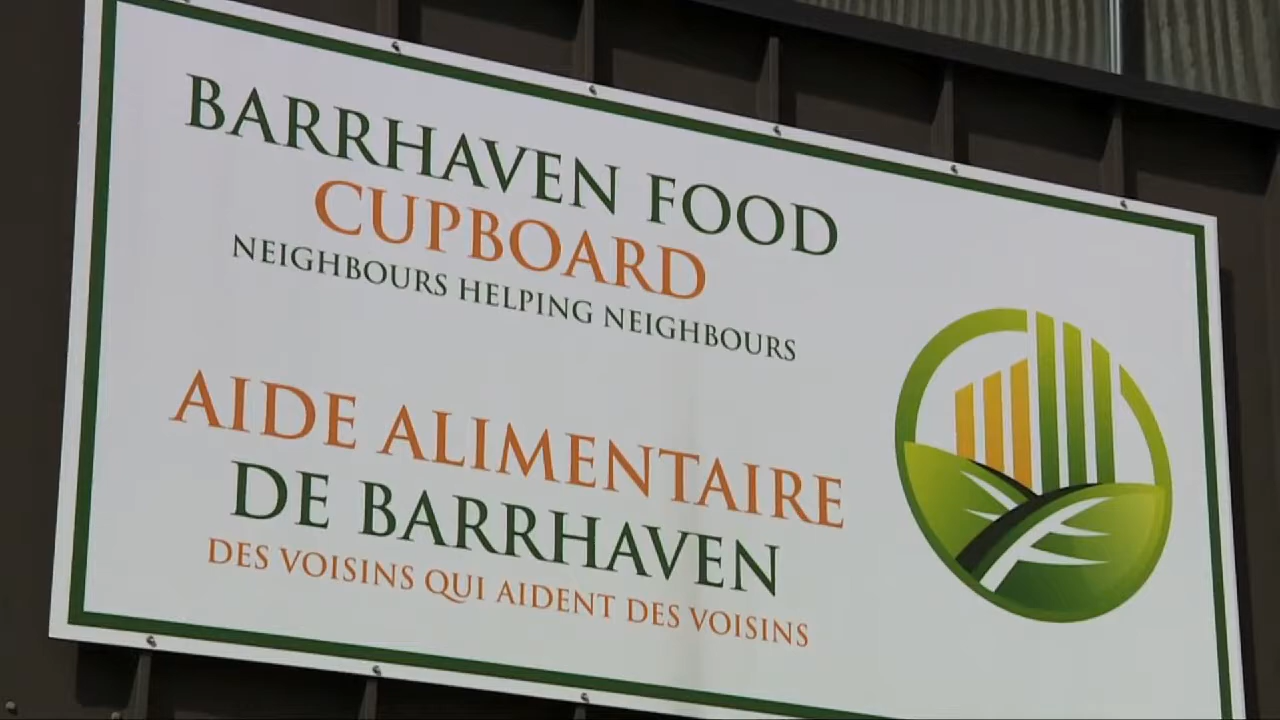 BARRHAVEN FOOD
CUPBOARD
NEIGHBOURS HELPING NEIGHBOURS
AIDE ALIMENTAIRE
DE BARRHAVEN
DES VOISINS QUI AIDENT DES VOISINS